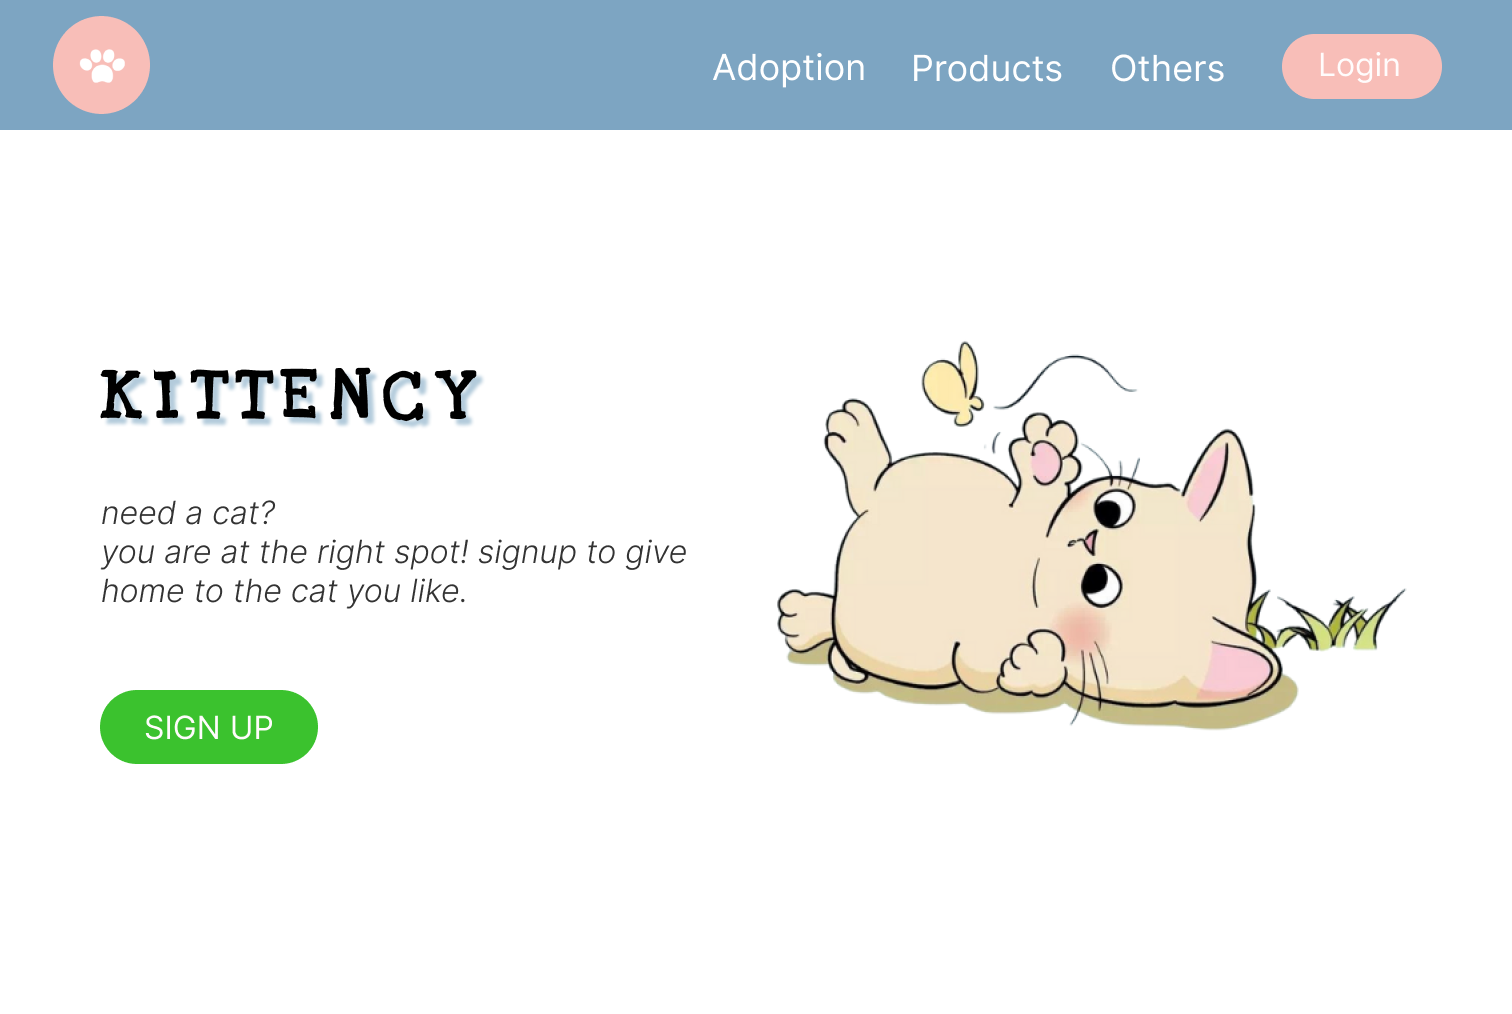 Adoption Products Others Login
KITTENCY
need a cat?
you are at the right spot! signup to give
home to the cat you like.
SIGN UP